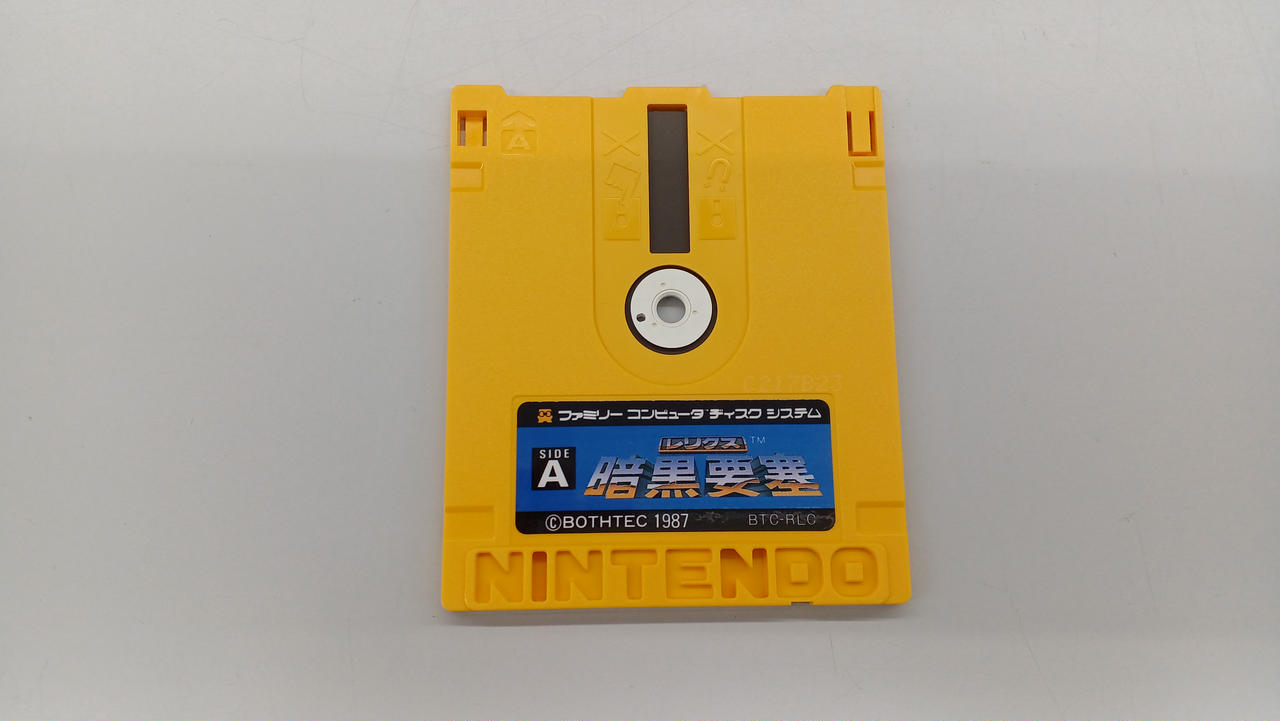 A
C217B23
ファミリー コンピュータ ディスク システム
レリクス™
SIDE
A
暗黒要塞
©BOTHTEC 1987 BTC-RLC
NINTENDO